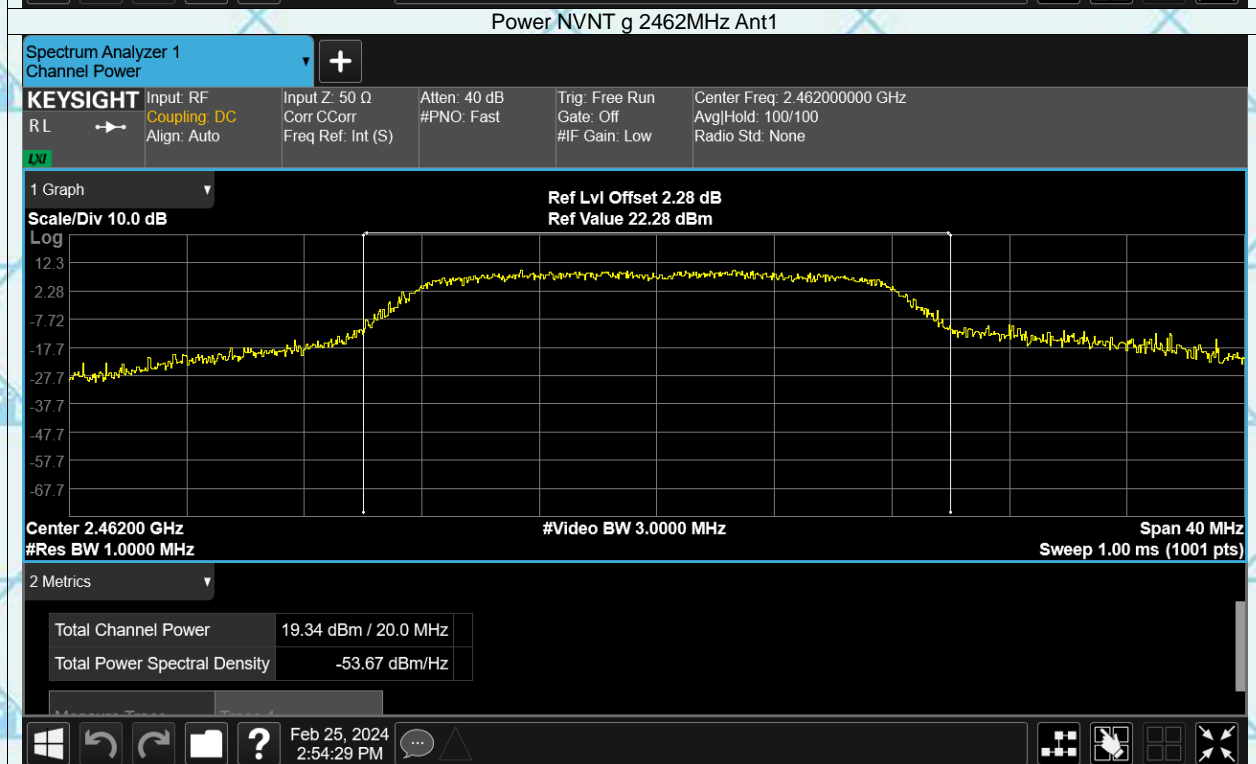 Power NVNT g 2462MHz Ant1
Spectrum Analyzer 1
Channel Power
+
KEYSIGHT
RL
LXI
Input: RF
Coupling: DC
Align: Auto
Input Z: 50 Ω
Corr CCorr
Freq Ref: Int (S)
Atten: 40 dB
#PNO: Fast
Trig: Free Run
Gate: Off
#IF Gain: Low
Center Freq: 2.462000000 GHz
Avg|Hold: 100/100
Radio Std: None
1 Graph
Scale/Div 10.0 dB
Ref Lvl Offset 2.28 dB
Ref Value 22.28 dBm
Log
12.3
2.28
-7.72
-17.7
-27.7
-37.7
-47.7
-57.7
-67.7
Center 2.46200 GHz
#Video BW 3.0000 MHz
Span 40 MHz
#Res BW 1.0000 MHz
Sweep 1.00 ms (1001 pts)
2 Metrics
Total Channel Power 19.34 dBm / 20.0 MHz
Total Power Spectral Density -53.67 dBm/Hz
?
Feb 25, 2024
2:54:29 PM